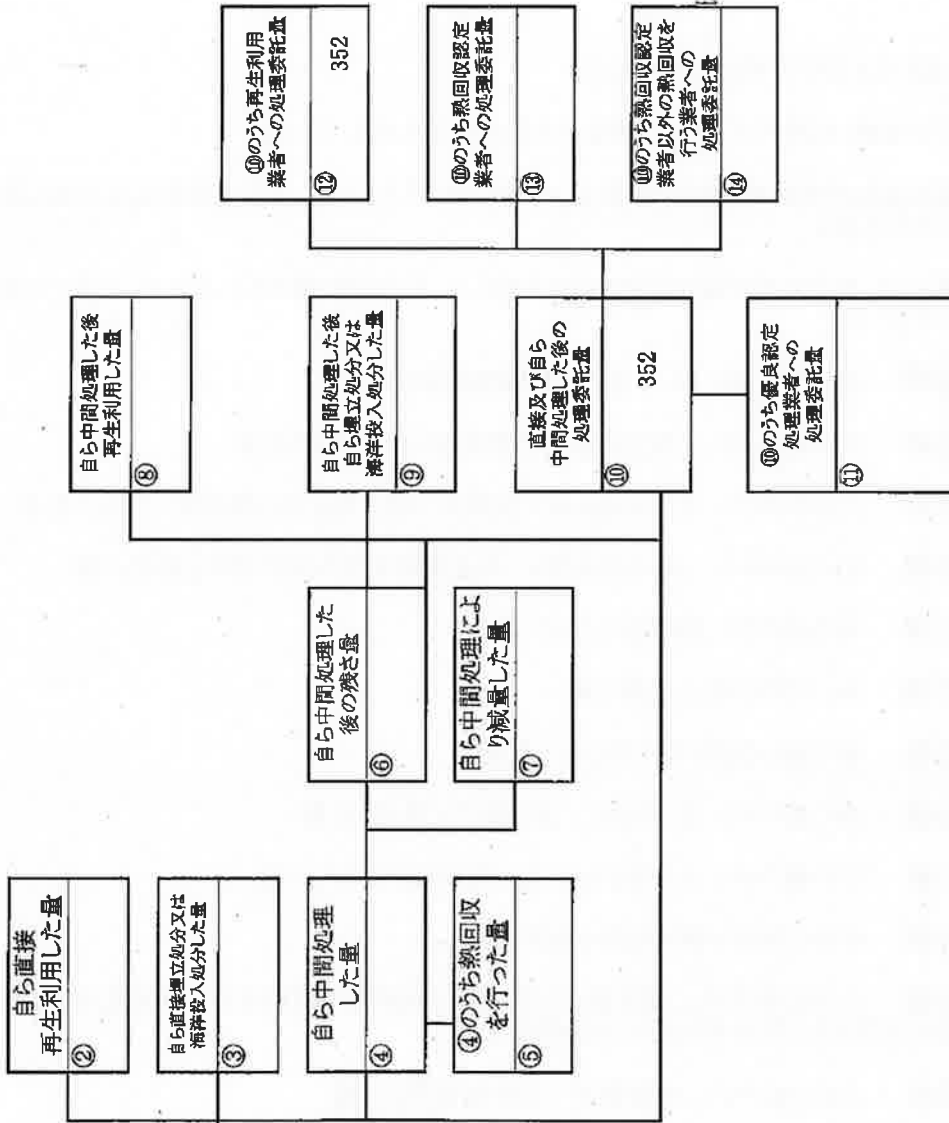 自ら直接
再生利用した量
②
自ら直接埋立処分又は
海洋投入処分した量
③
自ら中間処理
した量
④
④のうち熱回収
を行った量
⑤
自ら中間処理した
後の残さ量
⑥
自ら中間処理によ
り減量した量
⑦
自ら中間処理した後
再生利用した量
⑧
自ら中間処理した後
自ら埋立処分又は
海洋投入処分した量
⑨
直接及び自ら
中間処理した後の
処理委託量
⑩
352
⑩のうち優良認定
処理業者への
処理委託量
⑪
⑩のうち再生利用
業者への処理委託量
⑫
352
⑩のうち熱回収認定
業者への処理委託量
⑬
⑩のうち熱回収認定
業者以外の熱回収を
行う業者への
処理委託量
⑭